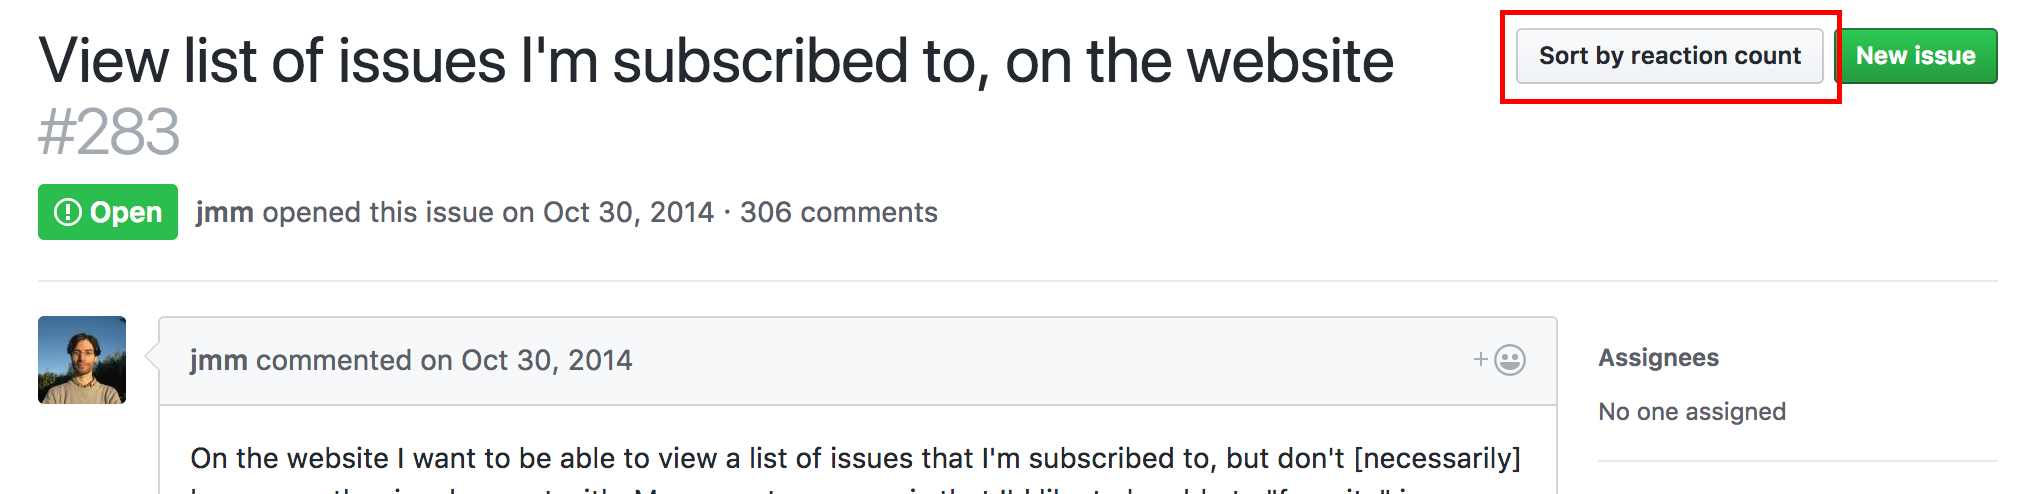 View list of issues I'm subscribed to, on the website
#283
Sort by reaction count
New issue
Open
jmm opened this issue on Oct 30, 2014 · 306 comments
jmm commented on Oct 30, 2014
On the website I want to be able to view a list of issues that I'm subscribed to, but don't [necessarily]
Assignees
No one assigned